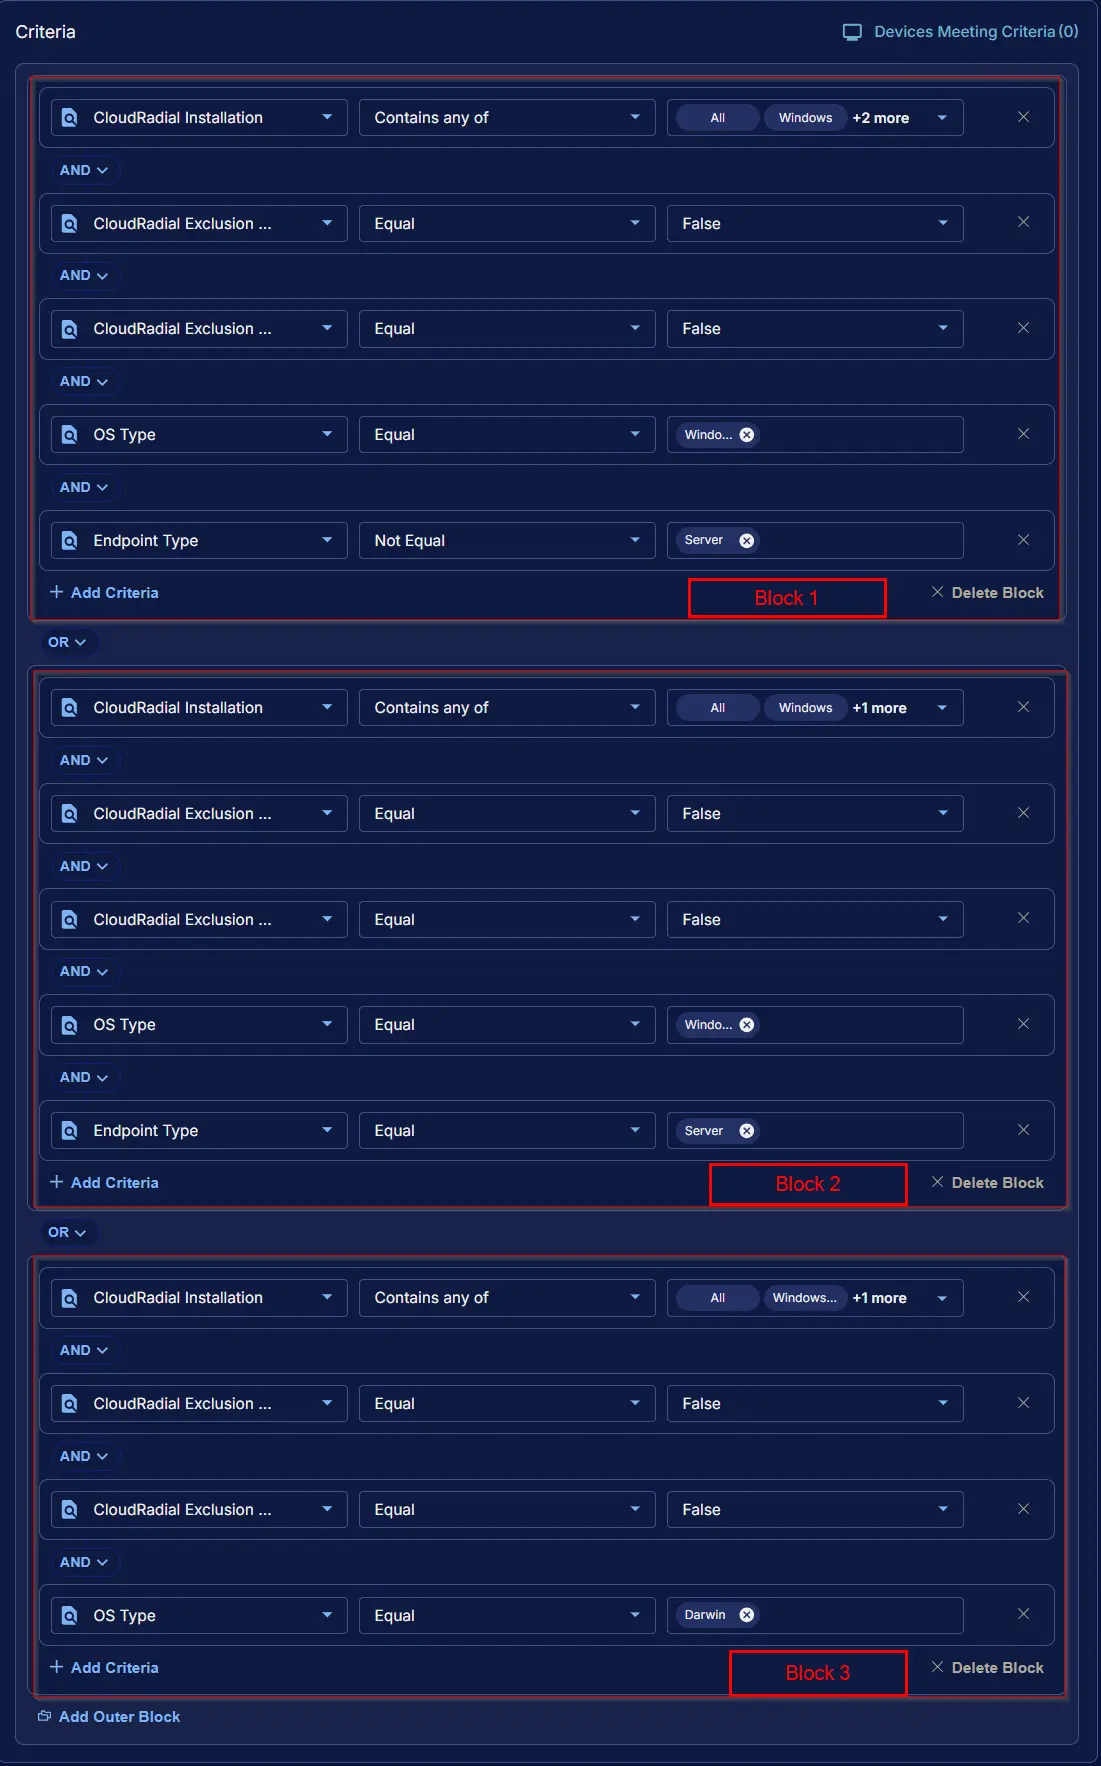 Criteria
Devices Meeting Criteria (0)
CloudRadial Installation Contains any of All Windows +2 more
AND
CloudRadial Exclusion ... Equal False
AND
CloudRadial Exclusion ... Equal False
AND
OS Type Equal Windo...
AND
Endpoint Type Not Equal Server
Add Criteria Block 1 Delete Block
OR
CloudRadial Installation Contains any of All Windows +1 more
AND
CloudRadial Exclusion ... Equal False
AND
CloudRadial Exclusion ... Equal False
AND
OS Type Equal Windo...
AND
Endpoint Type Equal Server
Add Criteria Block 2 Delete Block
OR
CloudRadial Installation Contains any of All Windows... +1 more
AND
CloudRadial Exclusion ... Equal False
AND
CloudRadial Exclusion ... Equal False
AND
OS Type Equal Darwin
Add Criteria Block 3 Delete Block
Add Outer Block